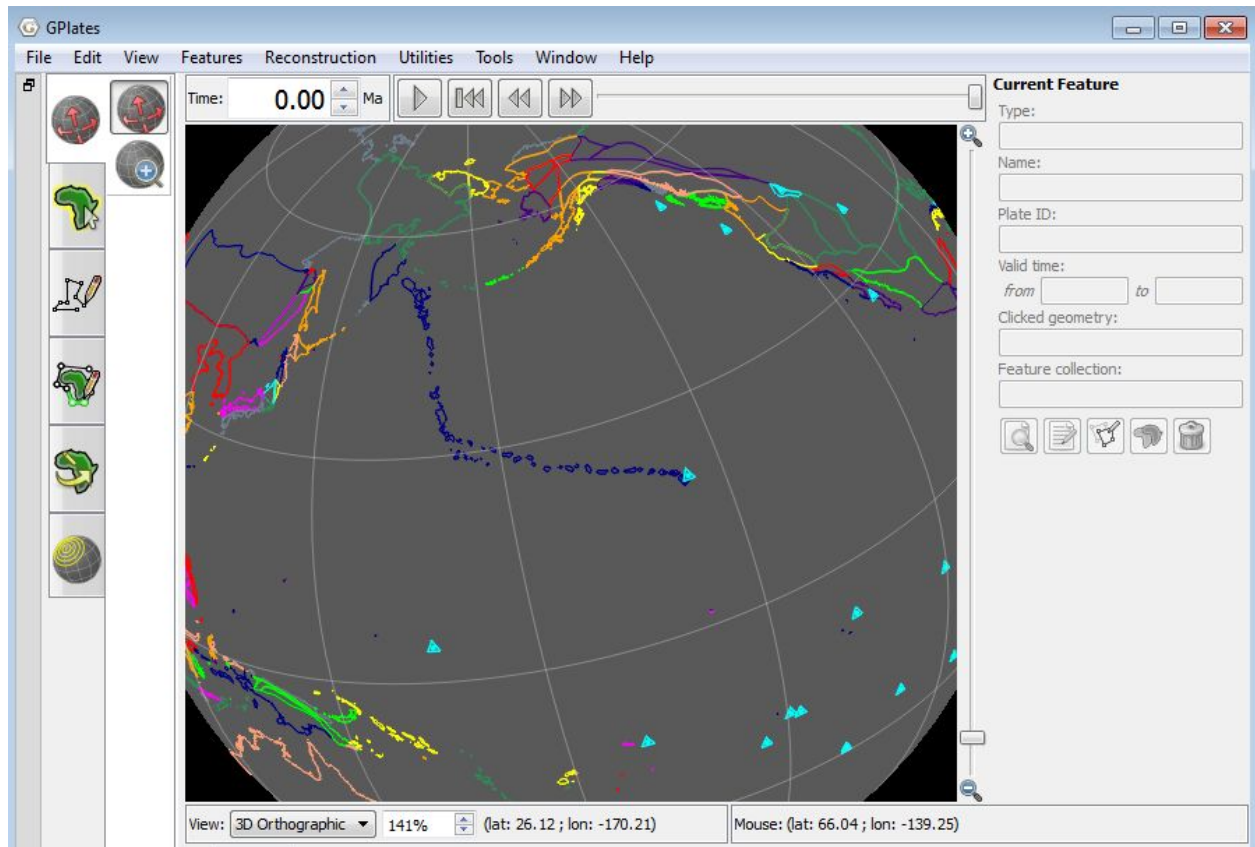 GPlates
File Edit View Features Reconstruction Utilities Tools Window Help
Time: 0.00 Ma
Current Feature
Type:
Name:
Plate ID:
Valid time:
from to
Clicked geometry:
Feature collection:
View: 3D Orthographic 141% (lat: 26.12 ; lon: -170.21) Mouse: (lat: 66.04 ; lon: -139.25)